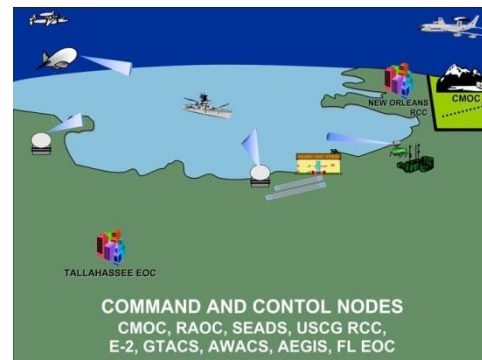 NEW ORLEANS
RCC
CMOC
TALLAHASSEE EOC
COMMAND AND CONTOL NODES
CMOC, RAOC, SEADS, USCG RCC,
E-2, GTACS, AWACS, AEGIS, FL EOC